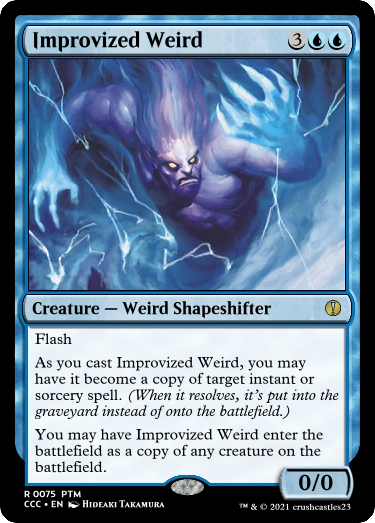 Improvized Weird 3
Creature — Weird Shapeshifter
Flash
As you cast Improvized Weird, you may
have it become a copy of target instant or
sorcery spell. (When it resolves, it's put into the
graveyard instead of onto the battlefield.)
You may have Improvized Weird enter the
battlefield as a copy of any creature on the
battlefield.
0/0
R 0075 PTM
CCC • EN Hideaki Takamura
™ & © 2021 crushcastles23